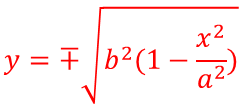 y = ∓√(b²(1 − x²/a²))